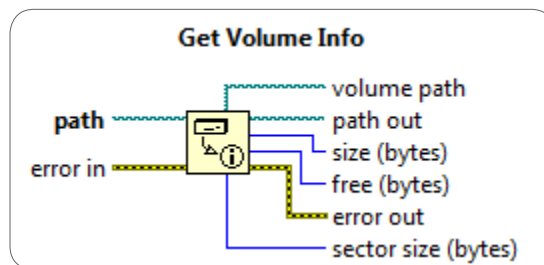 Get Volume Info
volume path
path
path out
size (bytes)
error in
free (bytes)
error out
sector size (bytes)